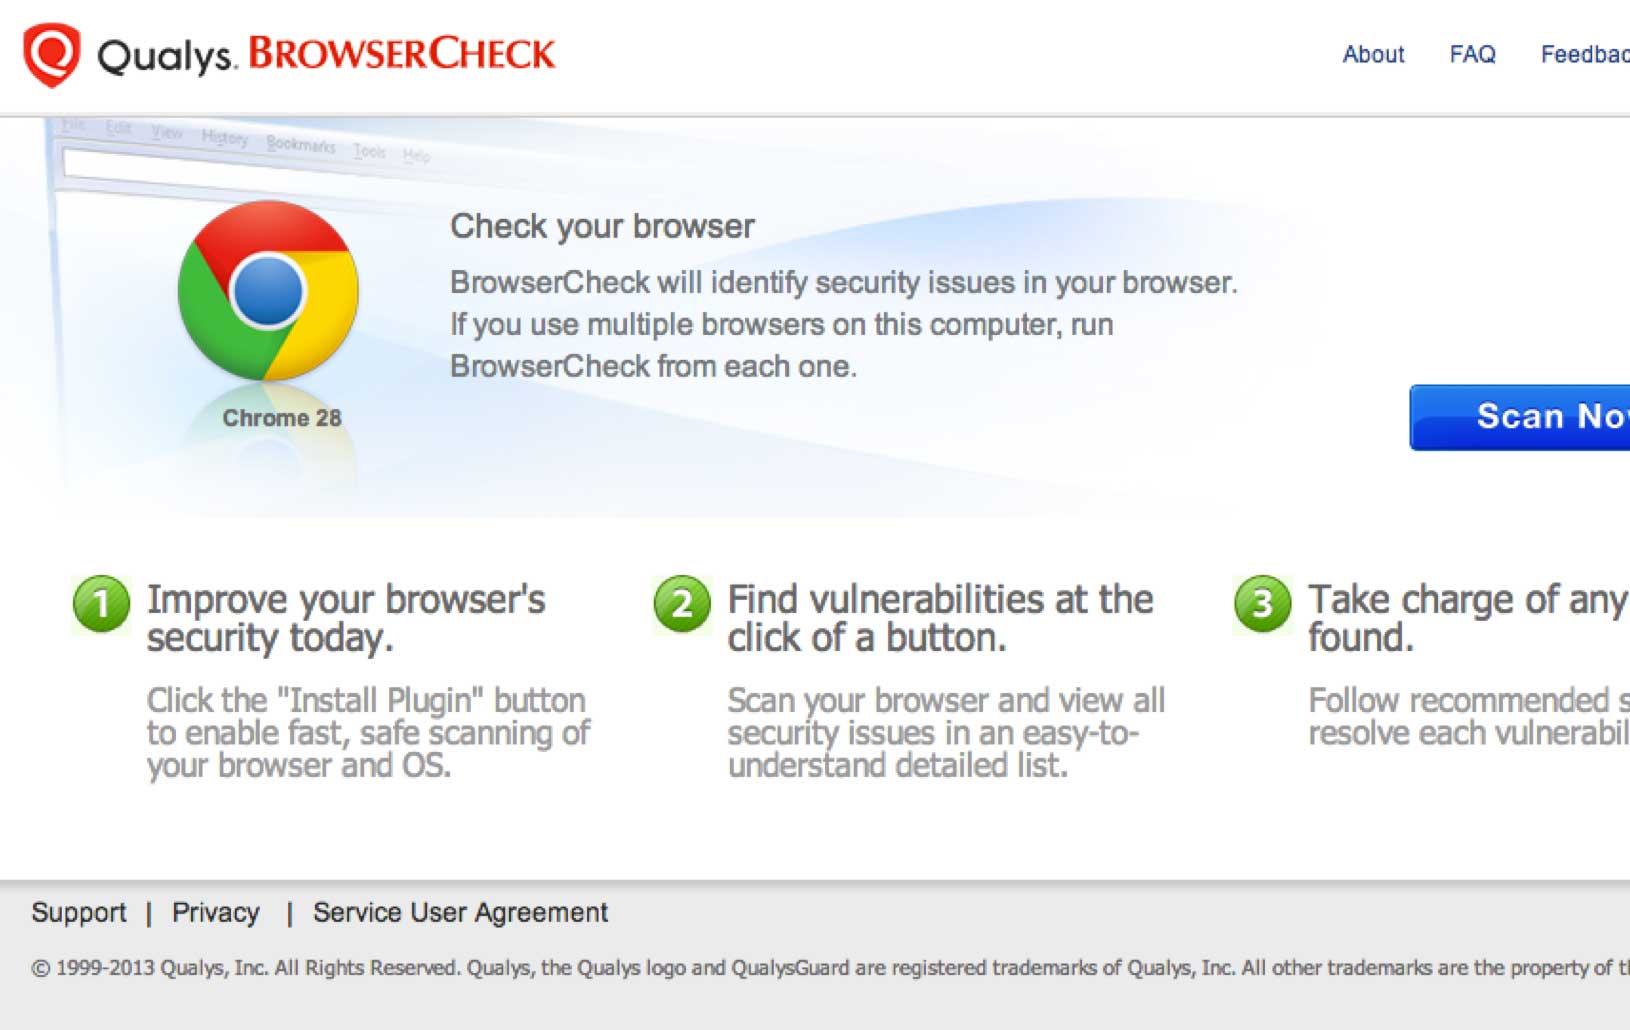 Qualys. BROWSERCHECK
About FAQ Feedbac
File Edit View History Bookmarks Tools Help
Check your browser
BrowserCheck will identify security issues in your browser.
If you use multiple browsers on this computer, run
BrowserCheck from each one.
Chrome 28
Scan Now
1 Improve your browser's
security today.
Click the "Install Plugin" button
to enable fast, safe scanning of
your browser and OS.
2 Find vulnerabilities at the
click of a button.
Scan your browser and view all
security issues in an easy-to-
understand detailed list.
3 Take charge of any
found.
Follow recommended s
resolve each vulnerabil
Support | Privacy | Service User Agreement
© 1999-2013 Qualys, Inc. All Rights Reserved. Qualys, the Qualys logo and QualysGuard are registered trademarks of Qualys, Inc. All other trademarks are the property of th